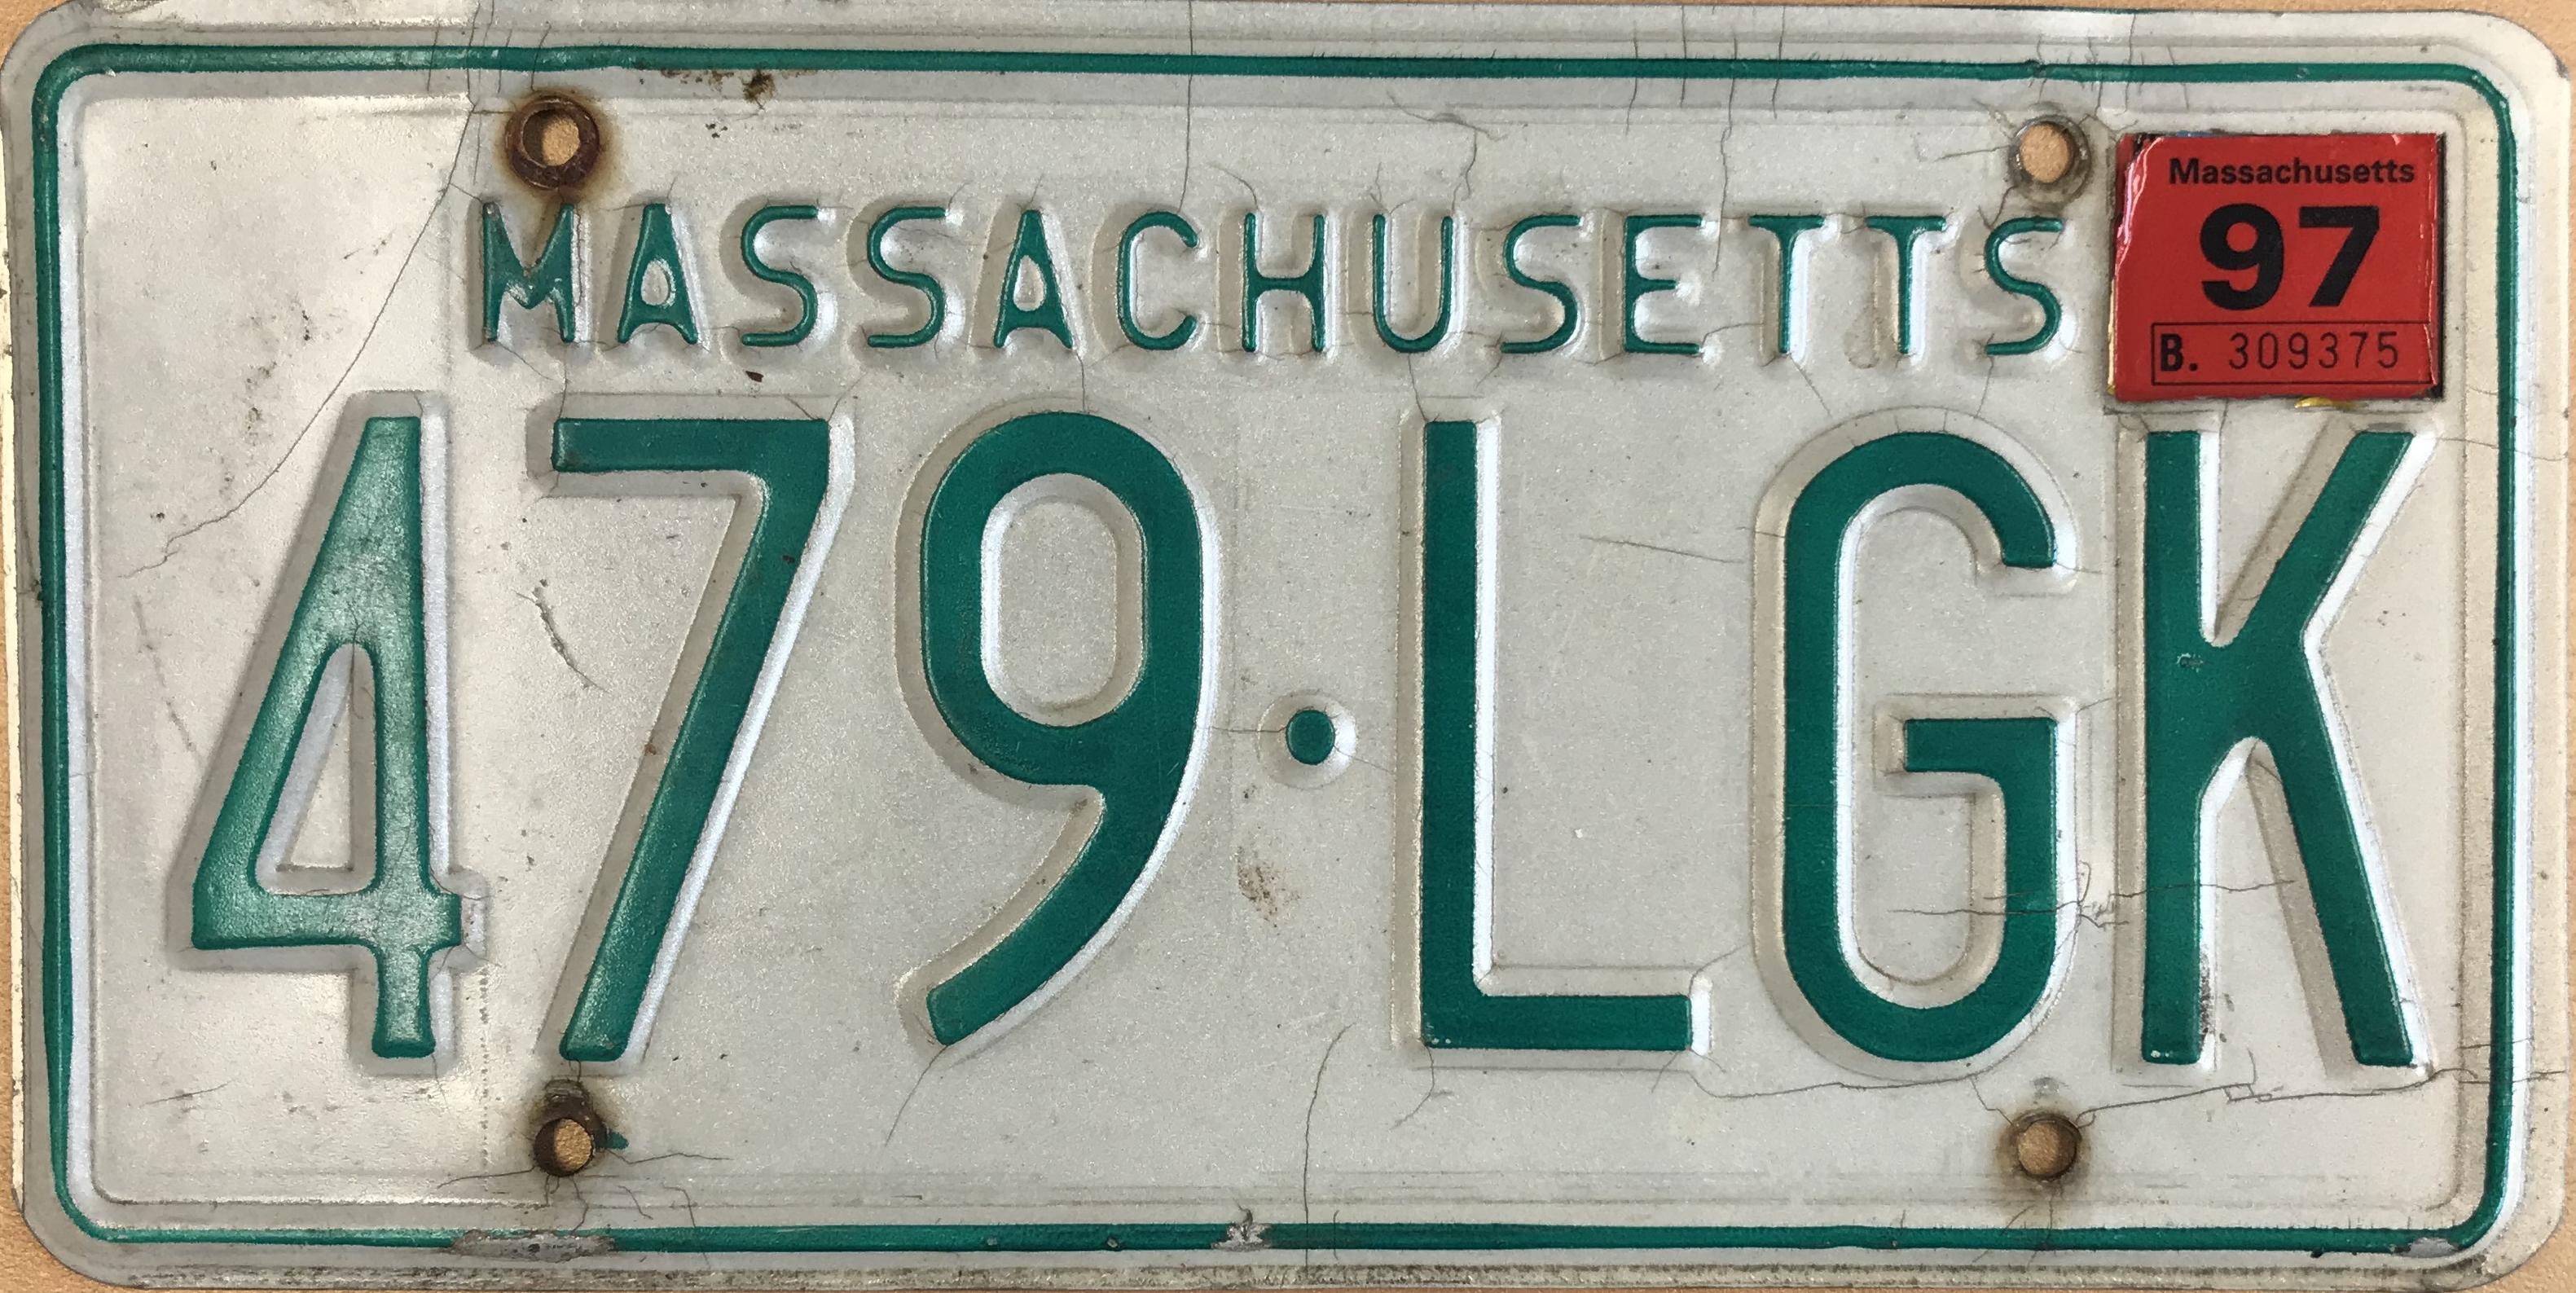 MASSACHUSETTS
Massachusetts
97
B. 309375
479·LGK